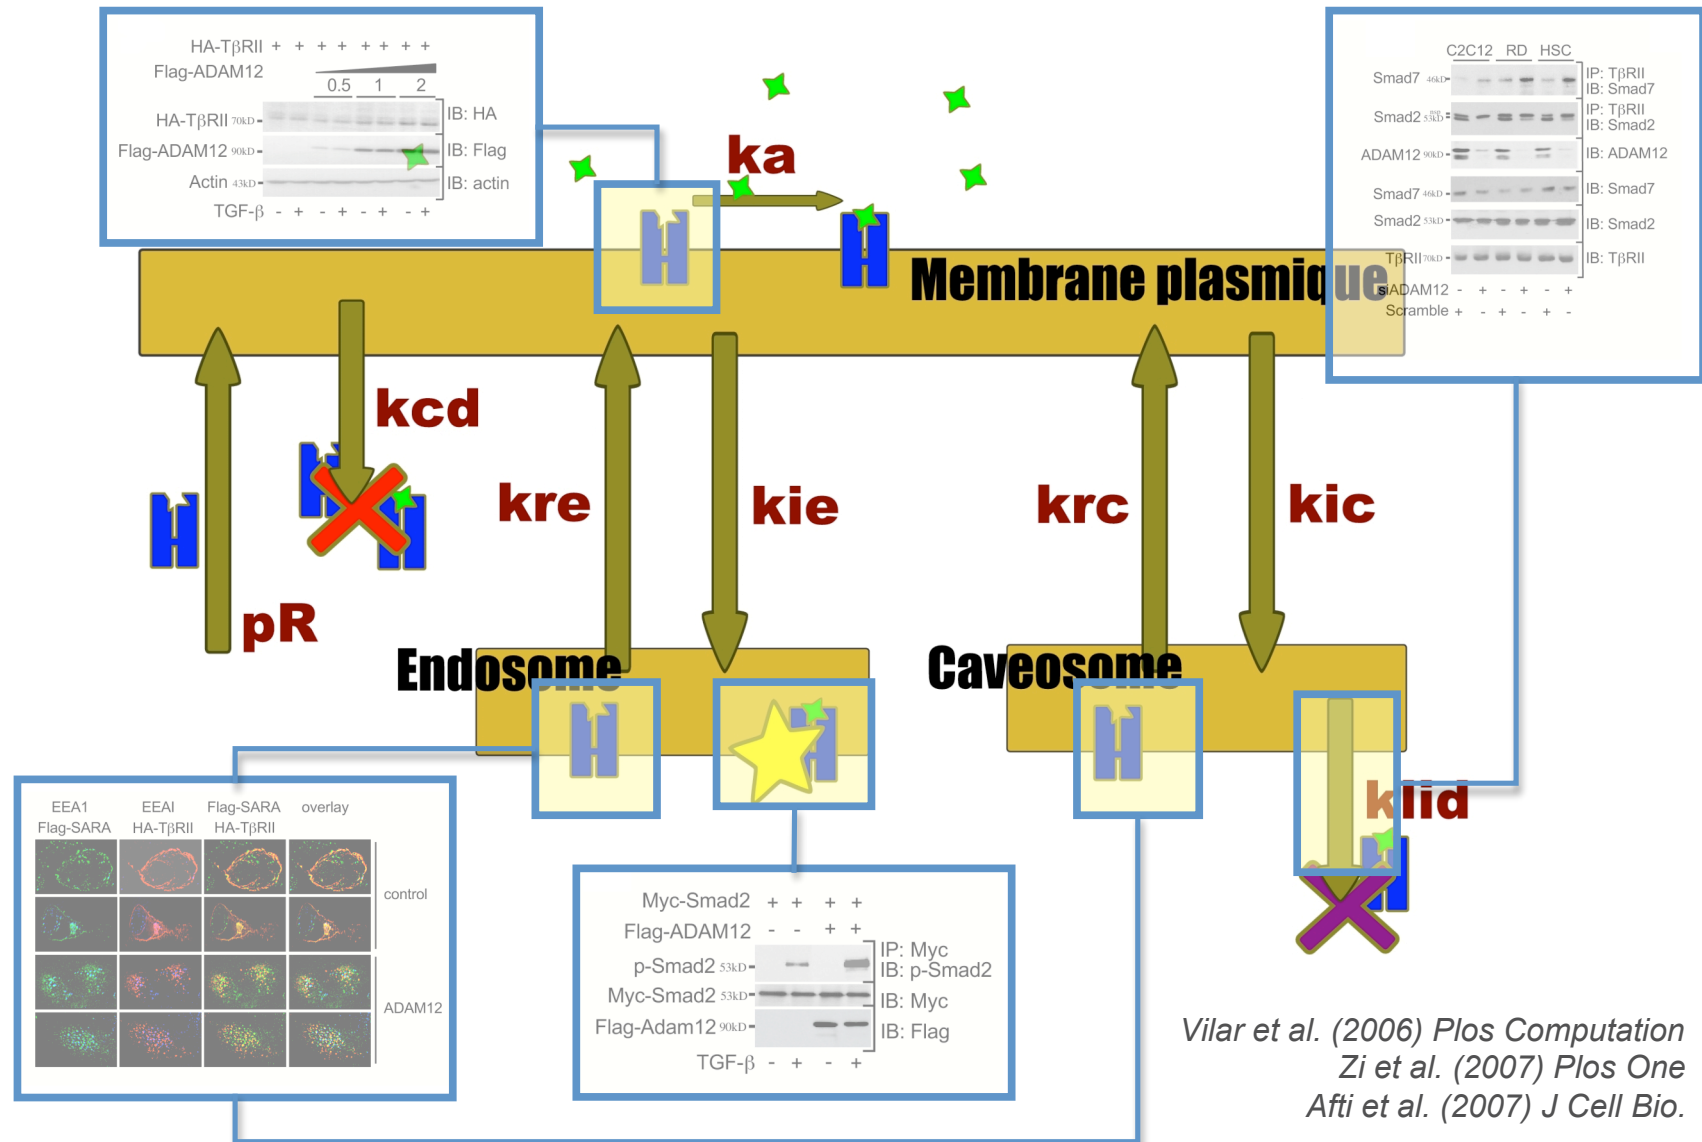 HA-TβRII + + + + + + + +
Flag-ADAM12
0.5 1 2
HA-TβRII 70kD IB: HA
Flag-ADAM12 90kD IB: Flag
Actin 43kD IB: actin
TGF-β - + - + - + - +
ka
C2C12 RD HSC
Smad7 46kD IP: TβRII
IB: Smad7
Smad2 53kD IP: TβRII
IB: Smad2
ADAM12 90kD IB: ADAM12
Smad7 46kD IB: Smad7
Smad2 53kD IB: Smad2
TβRII 70kD IB: TβRII
siADAM12 - + - + - +
Scramble + - + - + -
Membrane plasmique
kcd
kre
kie
krc
kic
pR
Endosome
Caveosome
klid
EEA1 EEAI Flag-SARA overlay
Flag-SARA HA-TβRII HA-TβRII
control
ADAM12
Myc-Smad2 + + + +
Flag-ADAM12 - - + +
p-Smad2 53kD IP: Myc
IB: p-Smad2
Myc-Smad2 53kD IB: Myc
Flag-Adam12 90kD IB: Flag
TGF-β - + - +
Vilar et al. (2006) Plos Computation
Zi et al. (2007) Plos One
Afti et al. (2007) J Cell Bio.